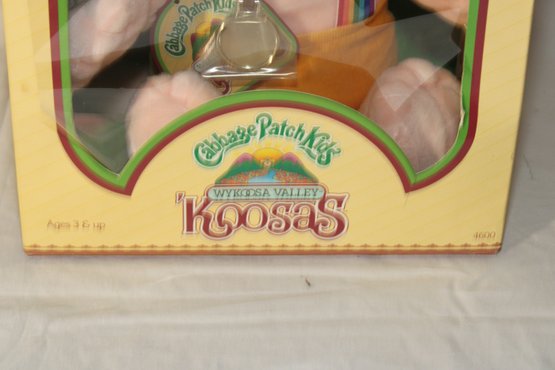 Cabbage Patch Kids
Cabbage Patch Kids
WYKOOSA VALLEY
'KOOSAS
Ages 3 & up
4600